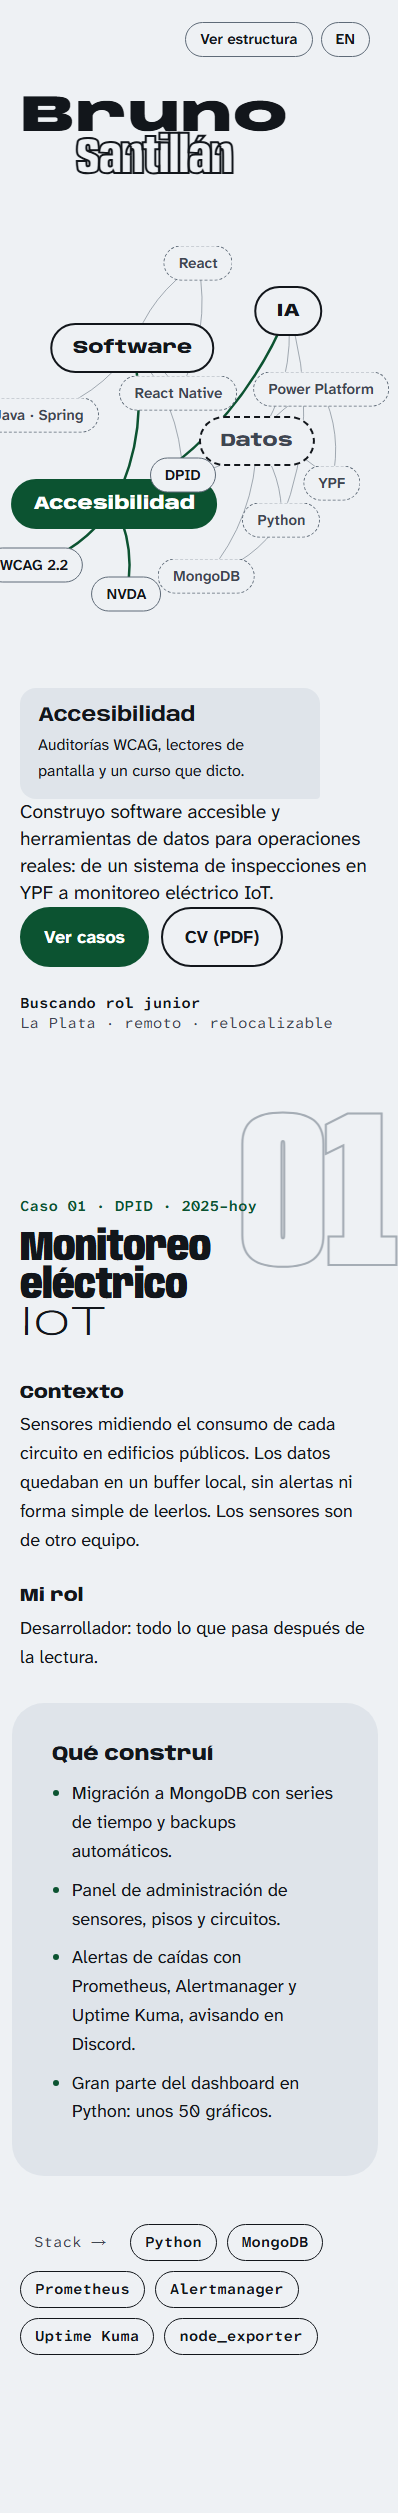 Ver estructura
EN
Bruno
Santillán
React
IA
Software
React Native
Power Platform
Java · Spring
Datos
DPID
YPF
Accesibilidad
Python
WCAG 2.2
MongoDB
NVDA
Accesibilidad
Auditorías WCAG, lectores de
pantalla y un curso que dicto.
Construyo software accesible y
herramientas de datos para operaciones
reales: de un sistema de inspecciones en
YPF a monitoreo eléctrico IoT.
Ver casos
CV (PDF)
Buscando rol junior
La Plata · remoto · relocalizable
01
Caso 01 · DPID · 2025–hoy
Monitoreo
eléctrico
IoT
Contexto
Sensores midiendo el consumo de cada
circuito en edificios públicos. Los datos
quedaban en un buffer local, sin alertas ni
forma simple de leerlos. Los sensores son
de otro equipo.
Mi rol
Desarrollador: todo lo que pasa después de
la lectura.
Qué construí
• Migración a MongoDB con series
de tiempo y backups
automáticos.
• Panel de administración de
sensores, pisos y circuitos.
• Alertas de caídas con
Prometheus, Alertmanager y
Uptime Kuma, avisando en
Discord.
• Gran parte del dashboard en
Python: unos 50 gráficos.
Stack →
Python
MongoDB
Prometheus
Alertmanager
Uptime Kuma
node_exporter